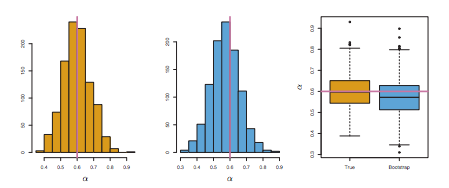 200
150
100
50
0
0.4 0.5 0.6 0.7 0.8 0.9
α
200
150
100
50
0
0.3 0.4 0.5 0.6 0.7 0.8 0.9
α
0.9
0.8
0.7
0.6
0.5
0.4
0.3
α
True Bootstrap